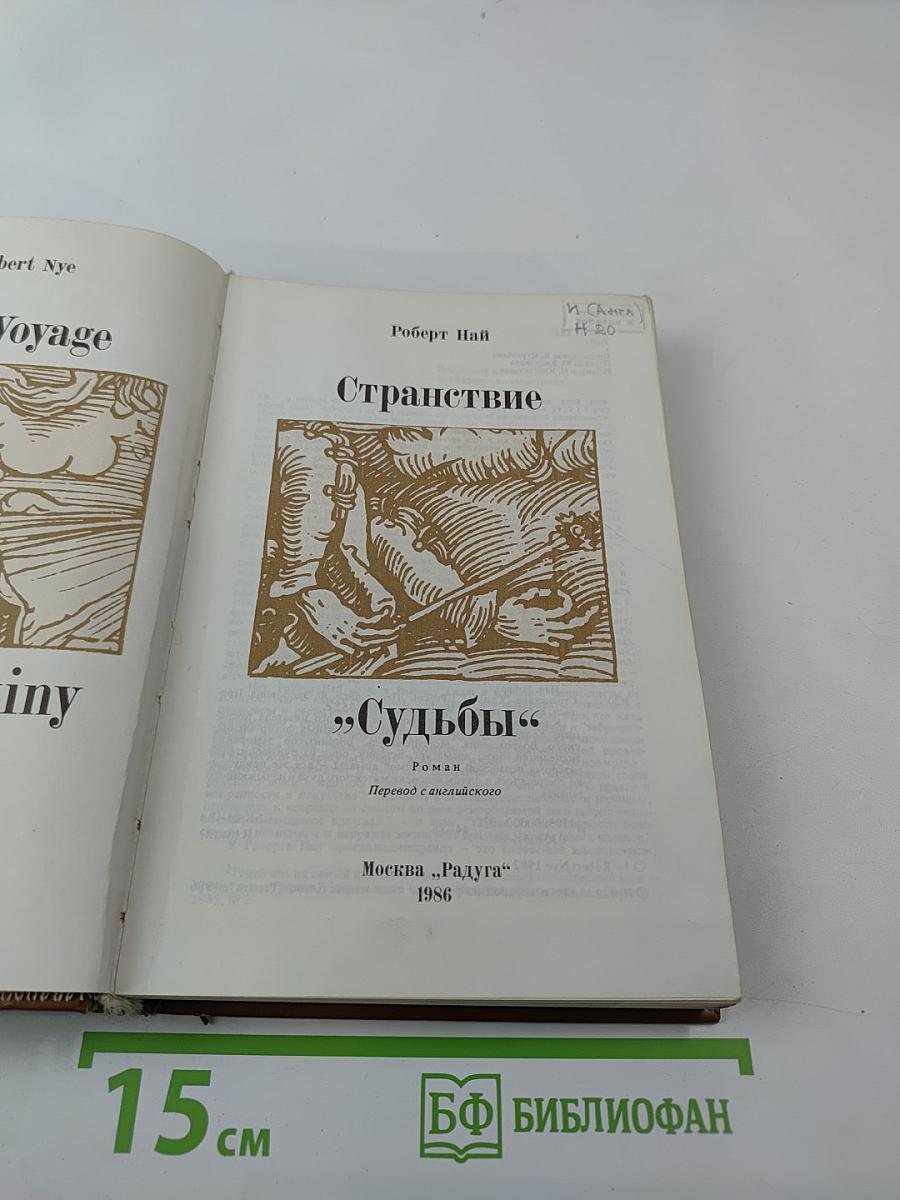 bert Nye
Voyage
iny
И (Англ)
Н 20
Роберт Най
Странствие
„Судьбы“
Роман
Перевод с английского
Москва „Радуга“
1986
15 см
БФ БИБЛИОФАН